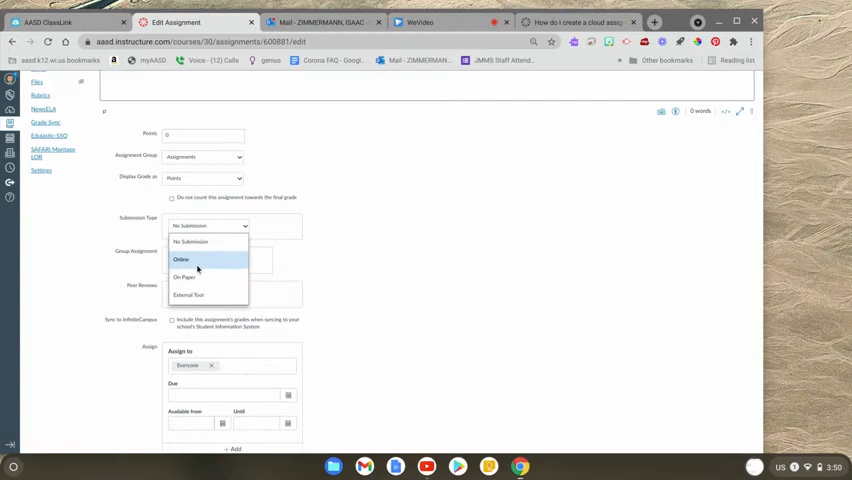 AASD ClassLink
Edit Assignment
Mail - ZIMMERMANN, ISAAC -
WeVideo
How do I create a cloud assig
aasd.instructure.com/courses/30/assignments/600881/edit
aasd.k12.wi.us bookmarks
myAASD
Voice - (12) Calls
genius
Corona FAQ - Googl...
Mail - ZIMMERMAN...
JMMS Staff Attend...
Other bookmarks
Reading list
Files
Rubrics
NewsELA
Grade Sync
Edulastic-SSO
SAFARI Montage
LOR
Settings
p
0 words
</>
Points
0
Assignment Group
Assignments
Display Grade as
Points
Do not count this assignment towards the final grade
Submission Type
No Submission
No Submission
Online
On Paper
External Tool
Group Assignment
Peer Reviews
Sync to InfiniteCampus
Include this assignment's grades when syncing to your
school's Student Information System
Assign
Assign to
Everyone
Due
Available from
Until
+ Add
US
1
3:50